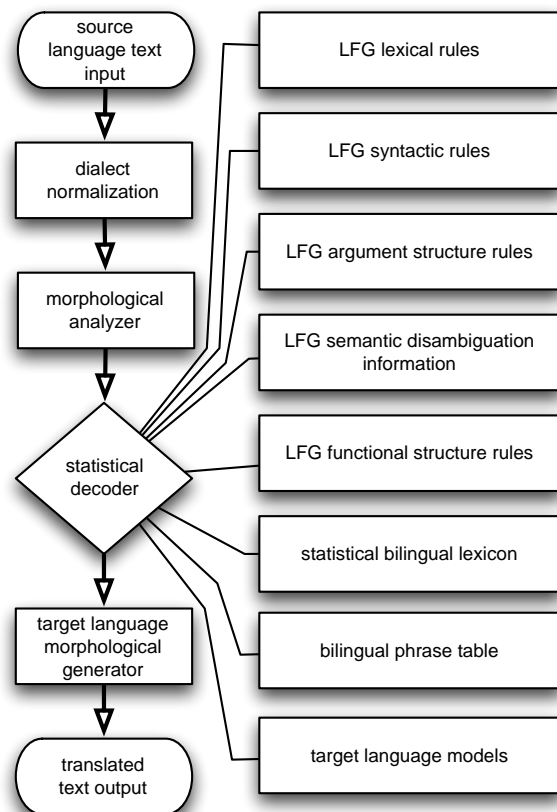 source
language text
input
dialect
normalization
morphological
analyzer
statistical
decoder
target language
morphological
generator
translated
text output
LFG lexical rules
LFG syntactic rules
LFG argument structure rules
LFG semantic disambiguation
information
LFG functional structure rules
statistical bilingual lexicon
bilingual phrase table
target language models